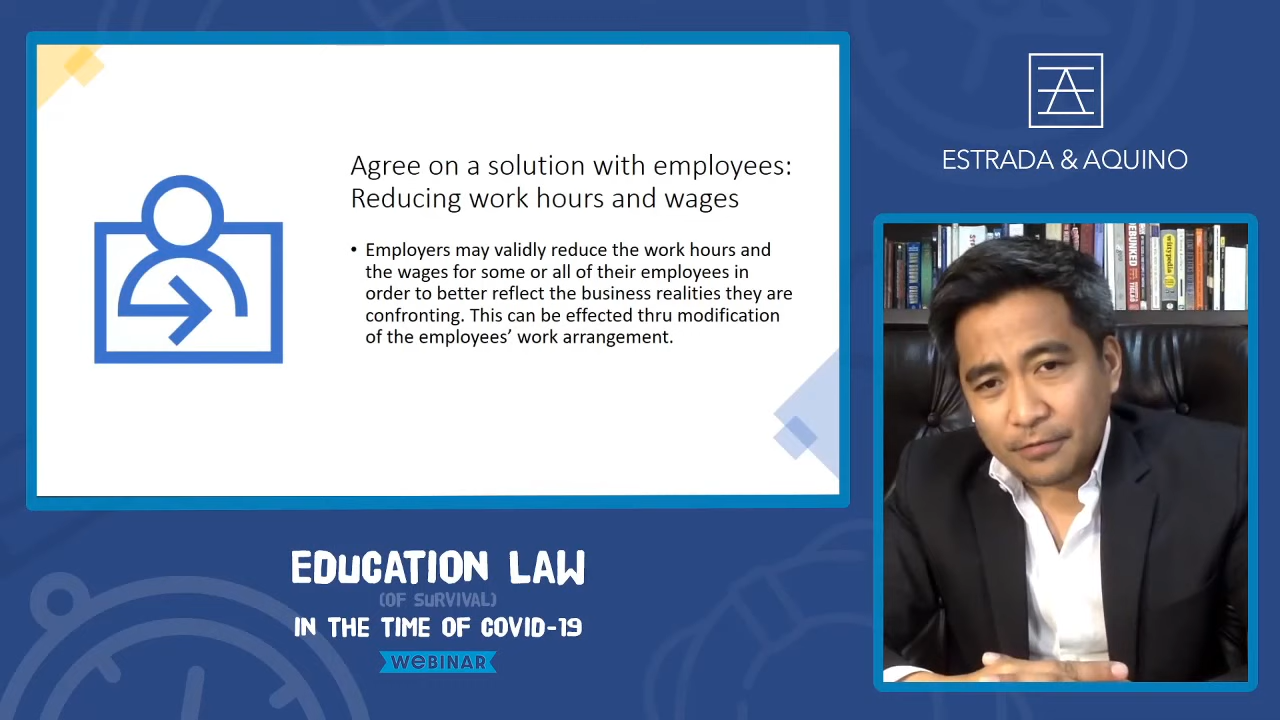 Agree on a solution with employees:
Reducing work hours and wages
• Employers may validly reduce the work hours and
the wages for some or all of their employees in
order to better reflect the business realities they are
confronting. This can be effected thru modification
of the employees’ work arrangement.
ESTRADA & AQUINO
EDUCATION LAW
(OF SURVIVAL)
IN THE TIME OF COVID-19
WEBINAR